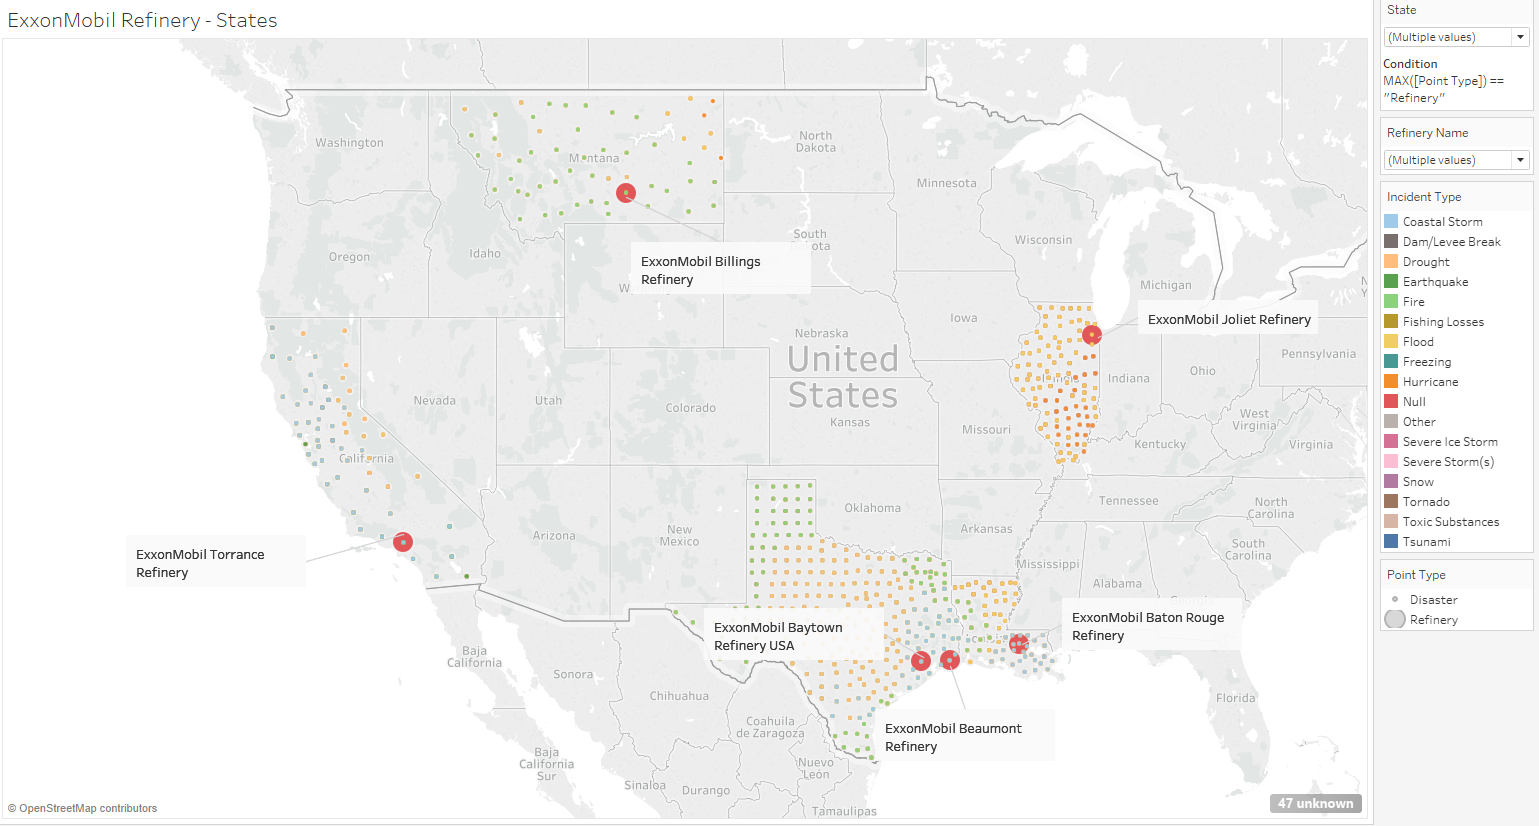 ExxonMobil Refinery - States
Washington
Montana
North
Dakota
Minnesota
Oregon
Idaho
South
Wisconsin
Michigan
ExxonMobil Billings
Refinery
ExxonMobil Joliet Refinery
Iowa
Nebraska
Pennsylvania
United
States
Nevada
Utah
Colorado
Kansas
Illinois
Indiana
Ohio
Missouri
West
Virginia
Kentucky
Virginia
California
Arizona
New
Mexico
Oklahoma
Arkansas
Tennessee
North
Carolina
South
Carolina
Mississippi
Alabama
ExxonMobil Torrance
Refinery
ExxonMobil Baytown
Refinery USA
ExxonMobil Baton Rouge
Refinery
Baja
California
Sonora
Chihuahua
Coahuila
de Zaragoza
ExxonMobil Beaumont
Refinery
Florida
Baja
California
Sur
Sinaloa
Durango
Nuevo
León
Tamaulipas
© OpenStreetMap contributors
47 unknown
State
(Multiple values)
Condition
MAX([Point Type]) ==
"Refinery"
Refinery Name
(Multiple values)
Incident Type
Coastal Storm
Dam/Levee Break
Drought
Earthquake
Fire
Fishing Losses
Flood
Freezing
Hurricane
Null
Other
Severe Ice Storm
Severe Storm(s)
Snow
Tornado
Toxic Substances
Tsunami
Point Type
Disaster
Refinery